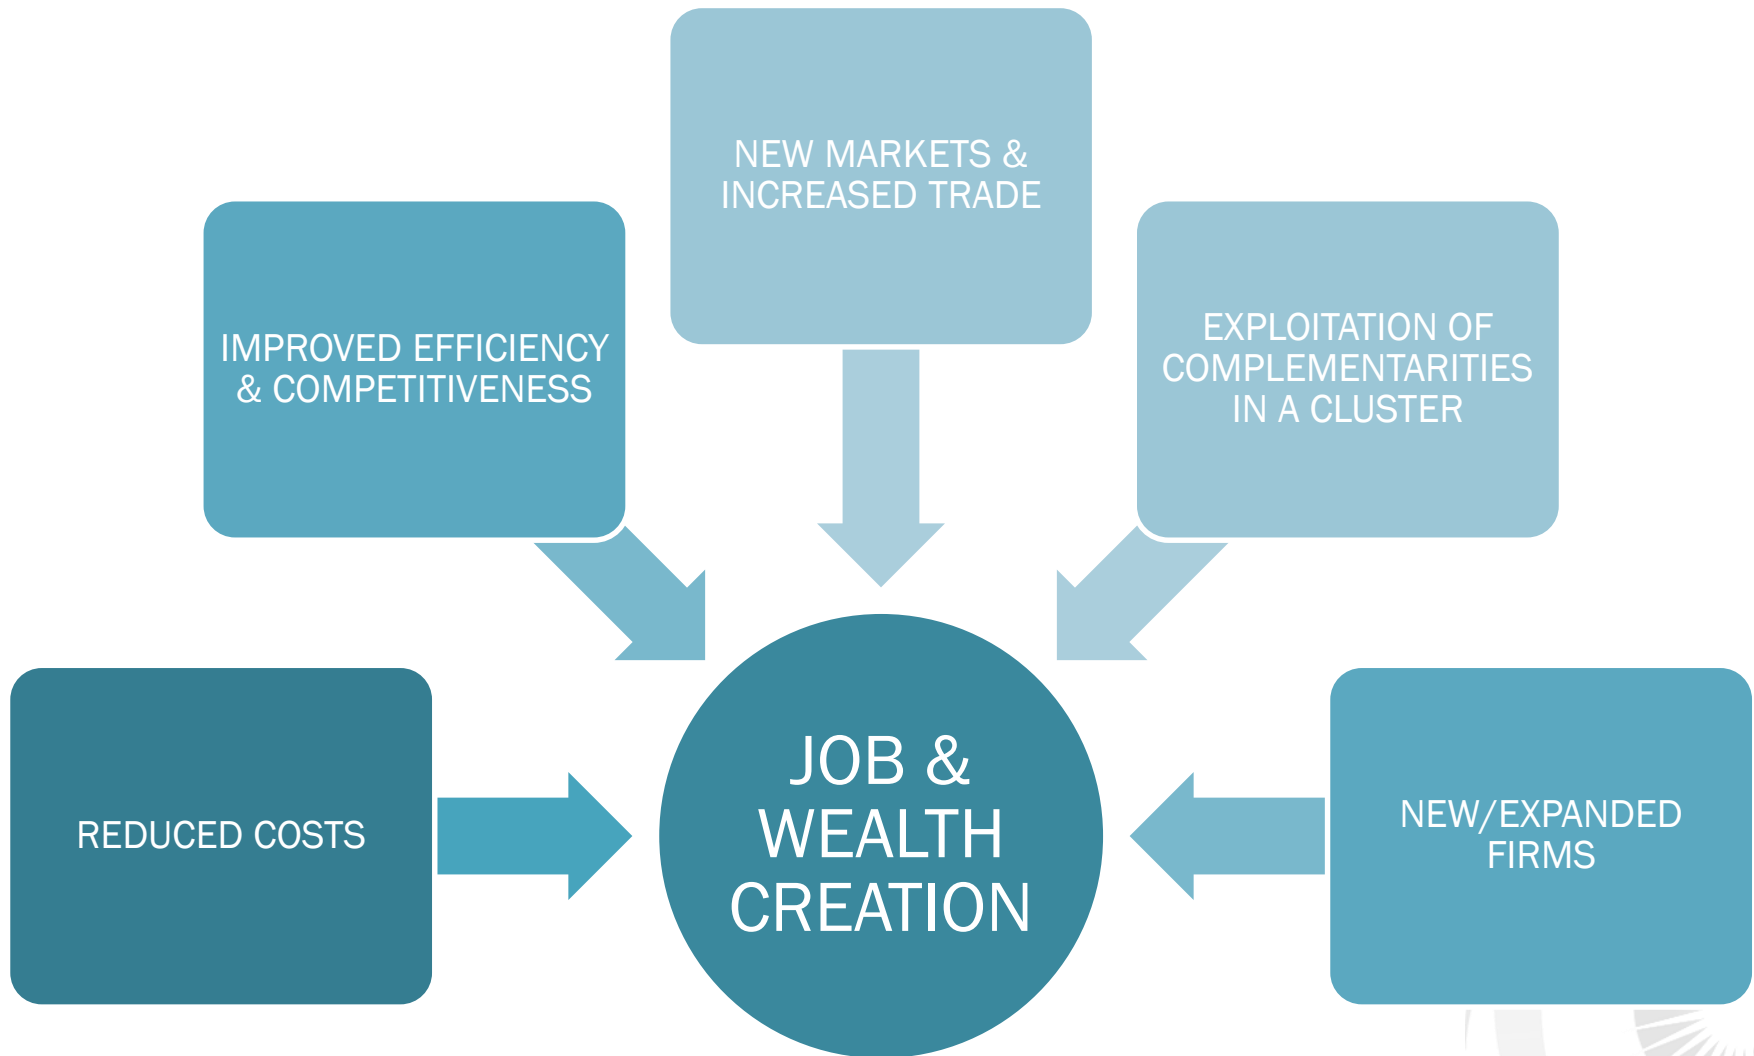 NEW MARKETS &
INCREASED TRADE
IMPROVED EFFICIENCY
& COMPETITIVENESS
EXPLOITATION OF
COMPLEMENTARITIES
IN A CLUSTER
REDUCED COSTS
JOB &
WEALTH
CREATION
NEW/EXPANDED
FIRMS